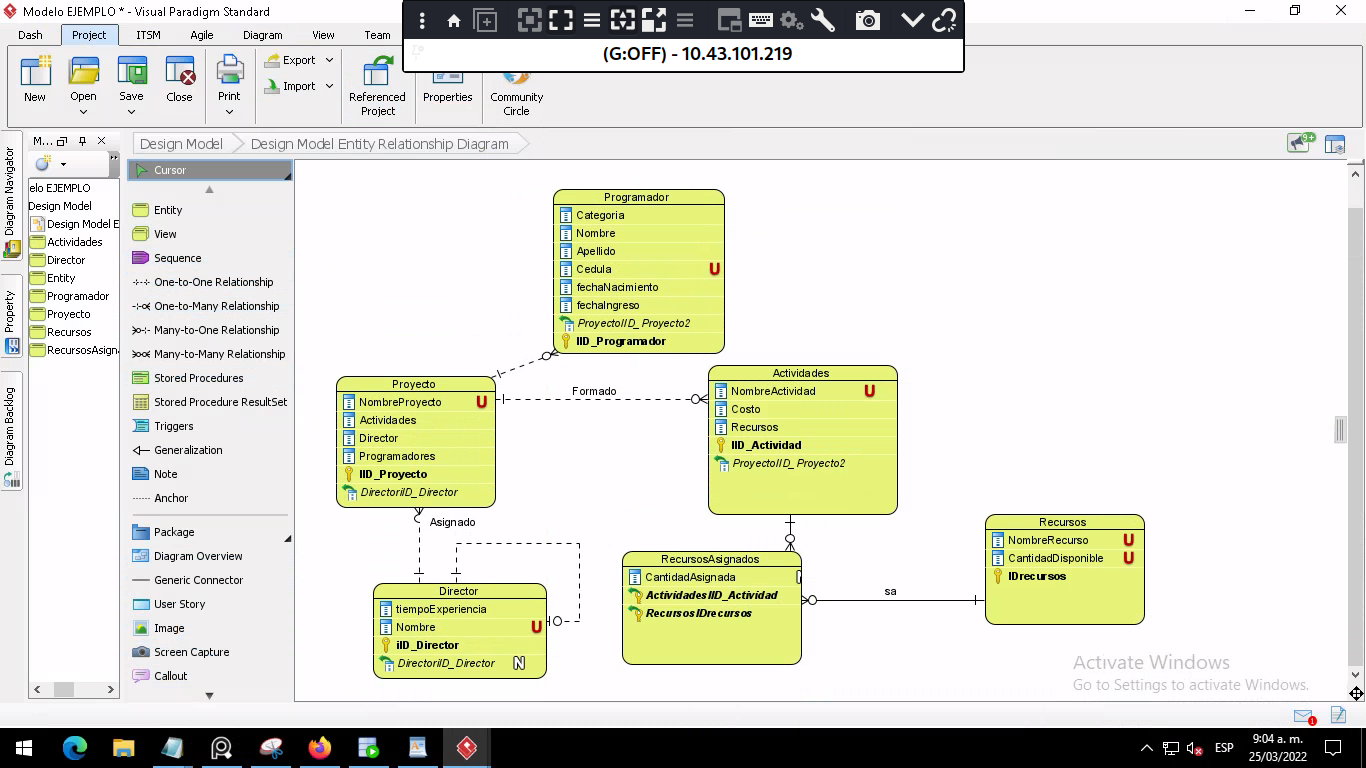 Modelo EJEMPLO * - Visual Paradigm Standard
Dash Project ITSM Agile Diagram View Team
(G:OFF) - 10.43.101.219
New
Open
Save
Close
Print
Export
Import
Referenced Project
Properties
Community Circle
M...
Design Model
Design Model Entity Relationship Diagram
9+
Diagram Navigator
Property
Diagram Backlog
elo EJEMPLO
Design Model
Design Model E
Actividades
Director
Entity
Programador
Proyecto
Recursos
RecursosAsigna
Cursor
Entity
View
Sequence
One-to-One Relationship
One-to-Many Relationship
Many-to-One Relationship
Many-to-Many Relationship
Stored Procedures
Stored Procedure ResultSet
Triggers
Generalization
Note
Anchor
Package
Diagram Overview
Generic Connector
User Story
Image
Screen Capture
Callout
Programador
Categoria
Nombre
Apellido
Cedula U
fechaNacimiento
fechaIngreso
ProyectoIID_Proyecto2
IID_Programador
Proyecto
NombreProyecto U
Actividades
Director
Programadores
IID_Proyecto
DirectoriID_Director
Formado
Actividades
NombreActividad U
Costo
Recursos
IID_Actividad
ProyectoIID_Proyecto2
Asignado
Director
tiempoExperiencia
Nombre U
iID_Director
DirectoriID_Director N
RecursosAsignados
CantidadAsignada
ActividadesIID_Actividad
RecursosIDrecursos
sa
Recursos
NombreRecurso U
CantidadDisponible U
IDrecursos
Activate Windows
Go to Settings to activate Windows.
1
ESP
9:04 a. m.
25/03/2022